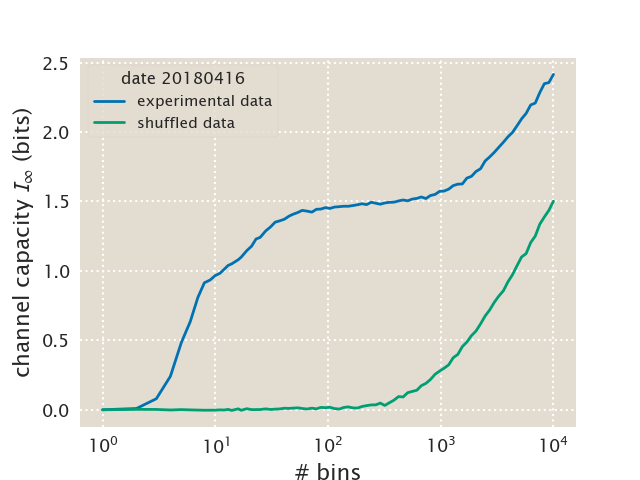 date 20180416
experimental data
shuffled data
channel capacity I∞ (bits)
2.5
2.0
1.5
1.0
0.5
0.0
10⁰ 10¹ 10² 10³ 10⁴
# bins